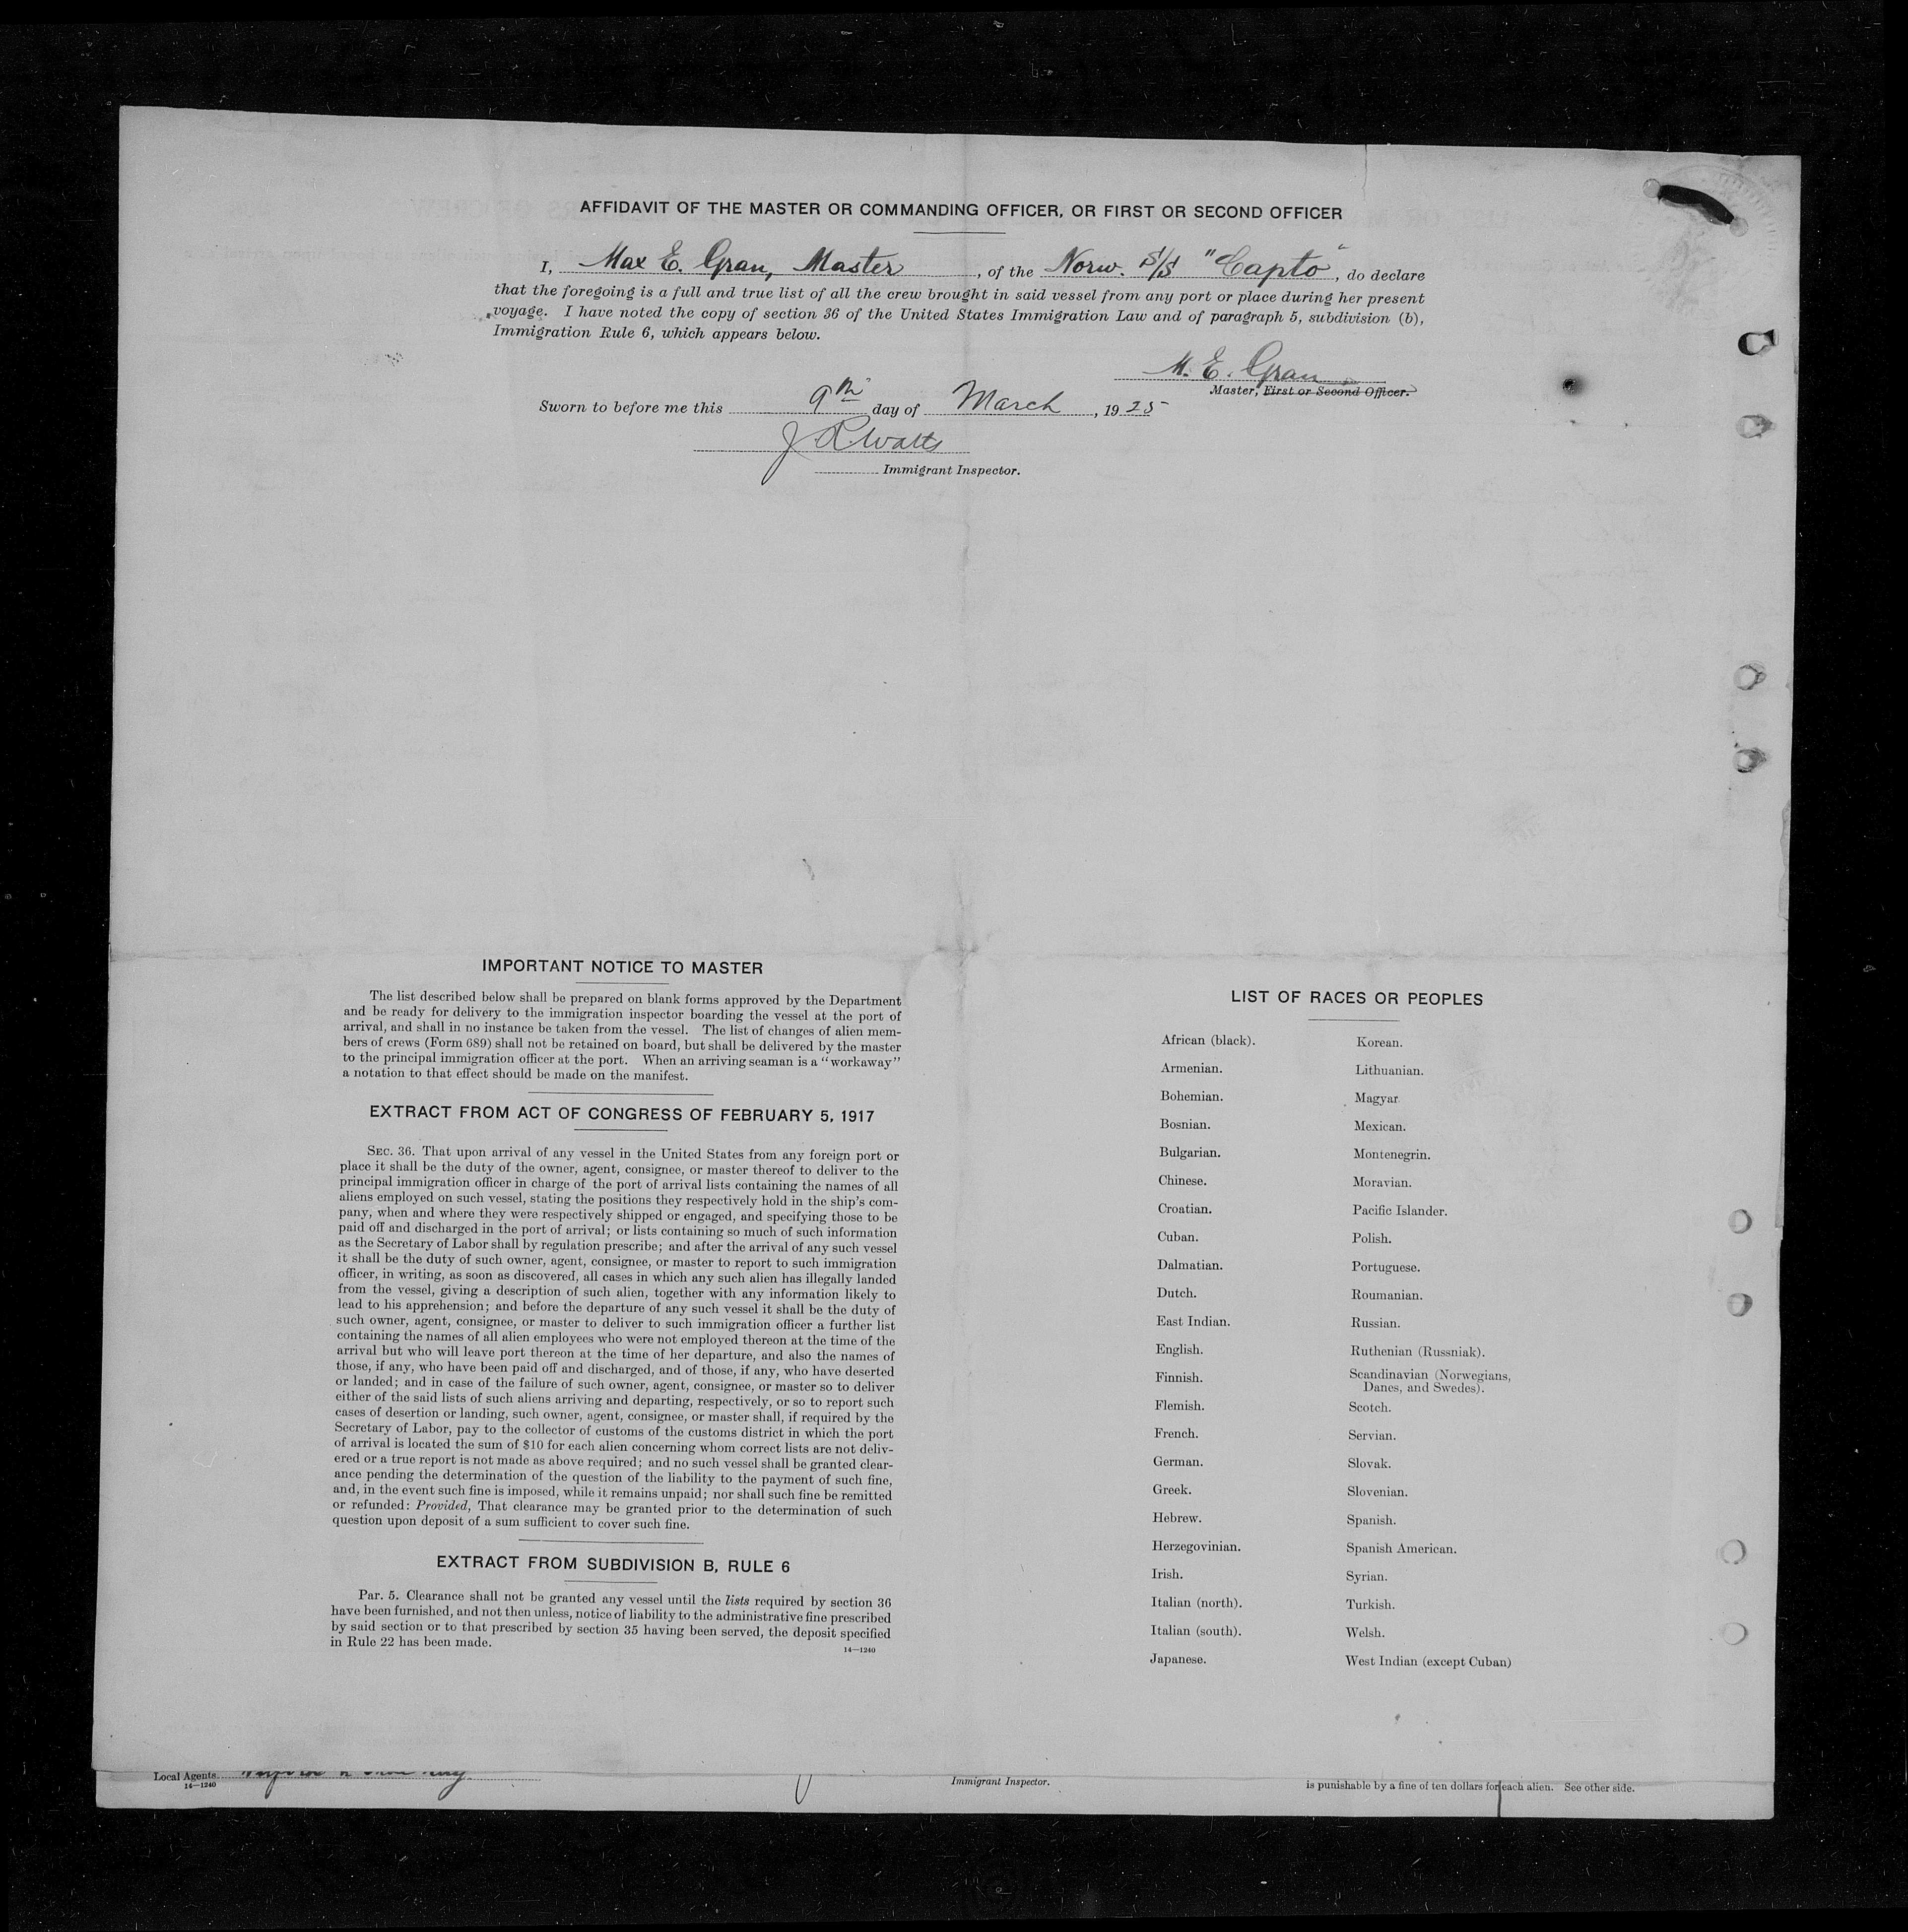 AFFIDAVIT OF THE MASTER OR COMMANDING OFFICER, OR FIRST OR SECOND OFFICER
I, Max E. Gran, Master, of the Norw. S/S "Capto", do declare
that the foregoing is a full and true list of all the crew brought in said vessel from any port or place during her present
voyage. I have noted the copy of section 36 of the United States Immigration Law and of paragraph 5, subdivision (b),
Immigration Rule 6, which appears below.
M. E. Gran
Master, First or Second Officer.
Sworn to before me this 9th day of March, 1925
J R Watts
Immigrant Inspector.
IMPORTANT NOTICE TO MASTER
The list described below shall be prepared on blank forms approved by the Department
and be ready for delivery to the immigration inspector boarding the vessel at the port of
arrival, and shall in no instance be taken from the vessel. The list of changes of alien mem-
bers of crews (Form 689) shall not be retained on board, but shall be delivered by the master
to the principal immigration officer at the port. When an arriving seaman is a "workaway"
a notation to that effect should be made on the manifest.
EXTRACT FROM ACT OF CONGRESS OF FEBRUARY 5, 1917
SEC. 36. That upon arrival of any vessel in the United States from any foreign port or
place it shall be the duty of the owner, agent, consignee, or master thereof to deliver to the
principal immigration officer in charge of the port of arrival lists containing the names of all
aliens employed on such vessel, stating the positions they respectively hold in the ship's com-
pany, when and where they were respectively shipped or engaged, and specifying those to be
paid off and discharged in the port of arrival; or lists containing so much of such information
as the Secretary of Labor shall by regulation prescribe; and after the arrival of any such vessel
it shall be the duty of such owner, agent, consignee, or master to report to such immigration
officer, in writing, as soon as discovered, all cases in which any such alien has illegally landed
from the vessel, giving a description of such alien, together with any information likely to
lead to his apprehension; and before the departure of any such vessel it shall be the duty of
such owner, agent, consignee, or master to deliver to such immigration officer a further list
containing the names of all alien employees who were not employed thereon at the time of the
arrival but who will leave port thereon at the time of her departure, and also the names of
those, if any, who have been paid off and discharged, and of those, if any, who have deserted
or landed; and in case of the failure of such owner, agent, consignee, or master so to deliver
either of the said lists of such aliens arriving and departing, respectively, or so to report such
cases of desertion or landing, such owner, agent, consignee, or master shall, if required by the
Secretary of Labor, pay to the collector of customs of the customs district in which the port
of arrival is located the sum of $10 for each alien concerning whom correct lists are not deliv-
ered or a true report is not made as above required; and no such vessel shall be granted clear-
ance pending the determination of the question of the liability to the payment of such fine,
and, in the event such fine is imposed, while it remains unpaid; nor shall such fine be remitted
or refunded: Provided, That clearance may be granted prior to the determination of such
question upon deposit of a sum sufficient to cover such fine.
EXTRACT FROM SUBDIVISION B, RULE 6
Par. 5. Clearance shall not be granted any vessel until the lists required by section 36
have been furnished, and not then unless, notice of liability to the administrative fine prescribed
by said section or to that prescribed by section 35 having been served, the deposit specified
in Rule 22 has been made.
14—1240
LIST OF RACES OR PEOPLES
African (black).
Armenian.
Bohemian.
Bosnian.
Bulgarian.
Chinese.
Croatian.
Cuban.
Dalmatian.
Dutch.
East Indian.
English.
Finnish.
Flemish.
French.
German.
Greek.
Hebrew.
Herzegovinian.
Irish.
Italian (north).
Italian (south).
Japanese.
Korean.
Lithuanian.
Magyar.
Mexican.
Montenegrin.
Moravian.
Pacific Islander.
Polish.
Portuguese.
Roumanian.
Russian.
Ruthenian (Russniak).
Scandinavian (Norwegians,
Danes, and Swedes).
Scotch.
Servian.
Slovak.
Slovenian.
Spanish.
Spanish American.
Syrian.
Turkish.
Welsh.
West Indian (except Cuban)
Local Agents
14—1240
Immigrant Inspector.
is punishable by a fine of ten dollars for each alien. See other side.